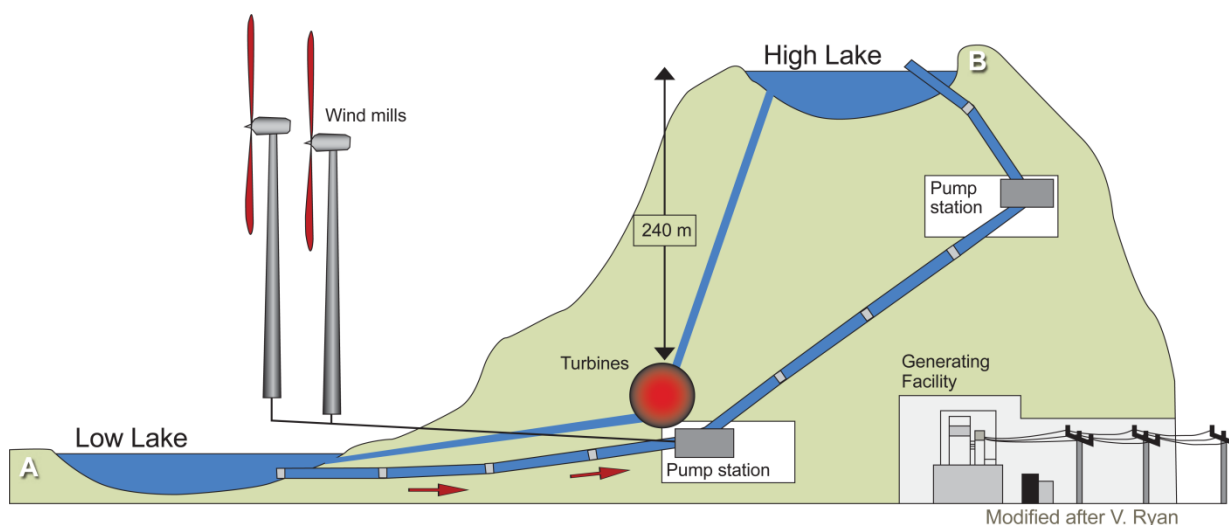 High Lake
B
Wind mills
Pump
station
240 m
Turbines
Generating
Facility
Low Lake
A
Pump station
Modified after V. Ryan